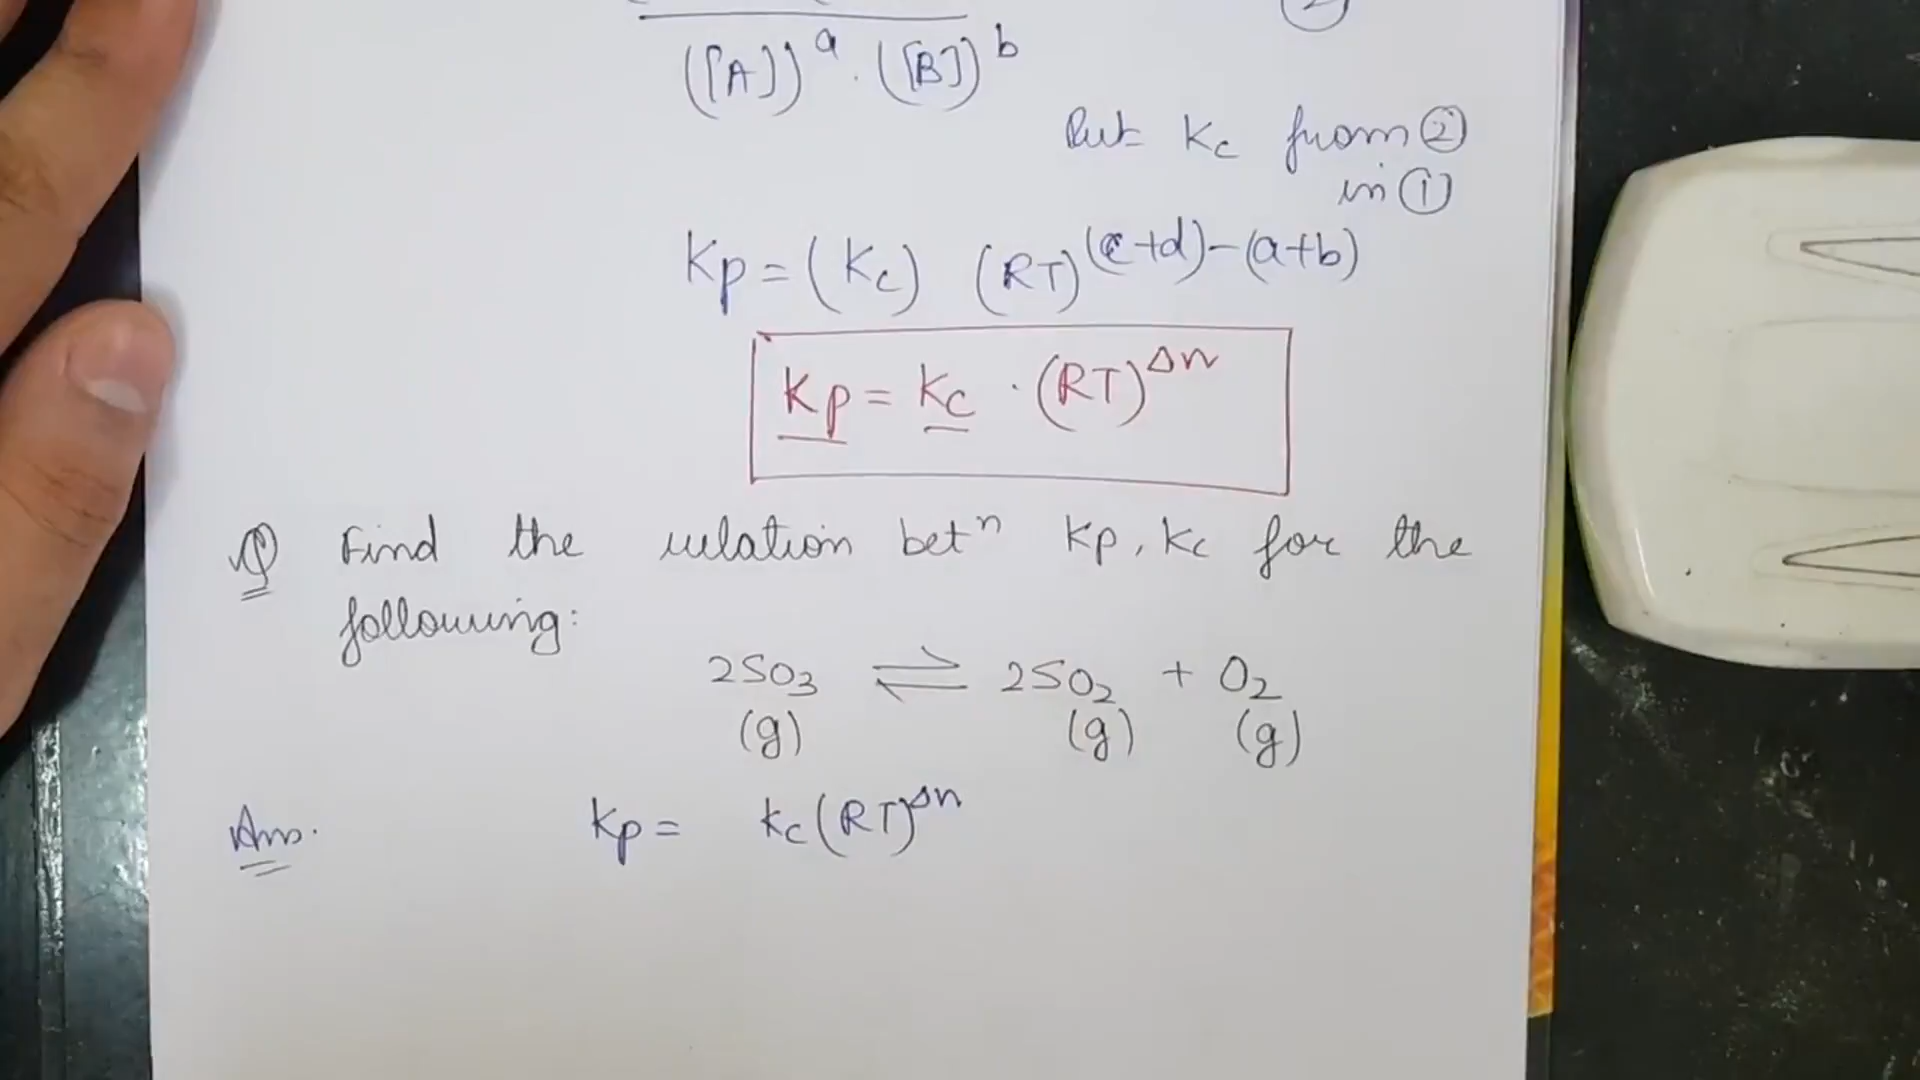 ②
([A])ᵃ · ([B])ᵇ
Put Kc from ②
in ①
Kp = (Kc) (RT)^(c+d)-(a+b)
Kp = Kc · (RT)^Δn
Q Find the relation betⁿ Kp, Kc for the
following:
2SO₃ ⇌ 2SO₂ + O₂
(g) (g) (g)
Ans. Kp = Kc(RT)^Δn